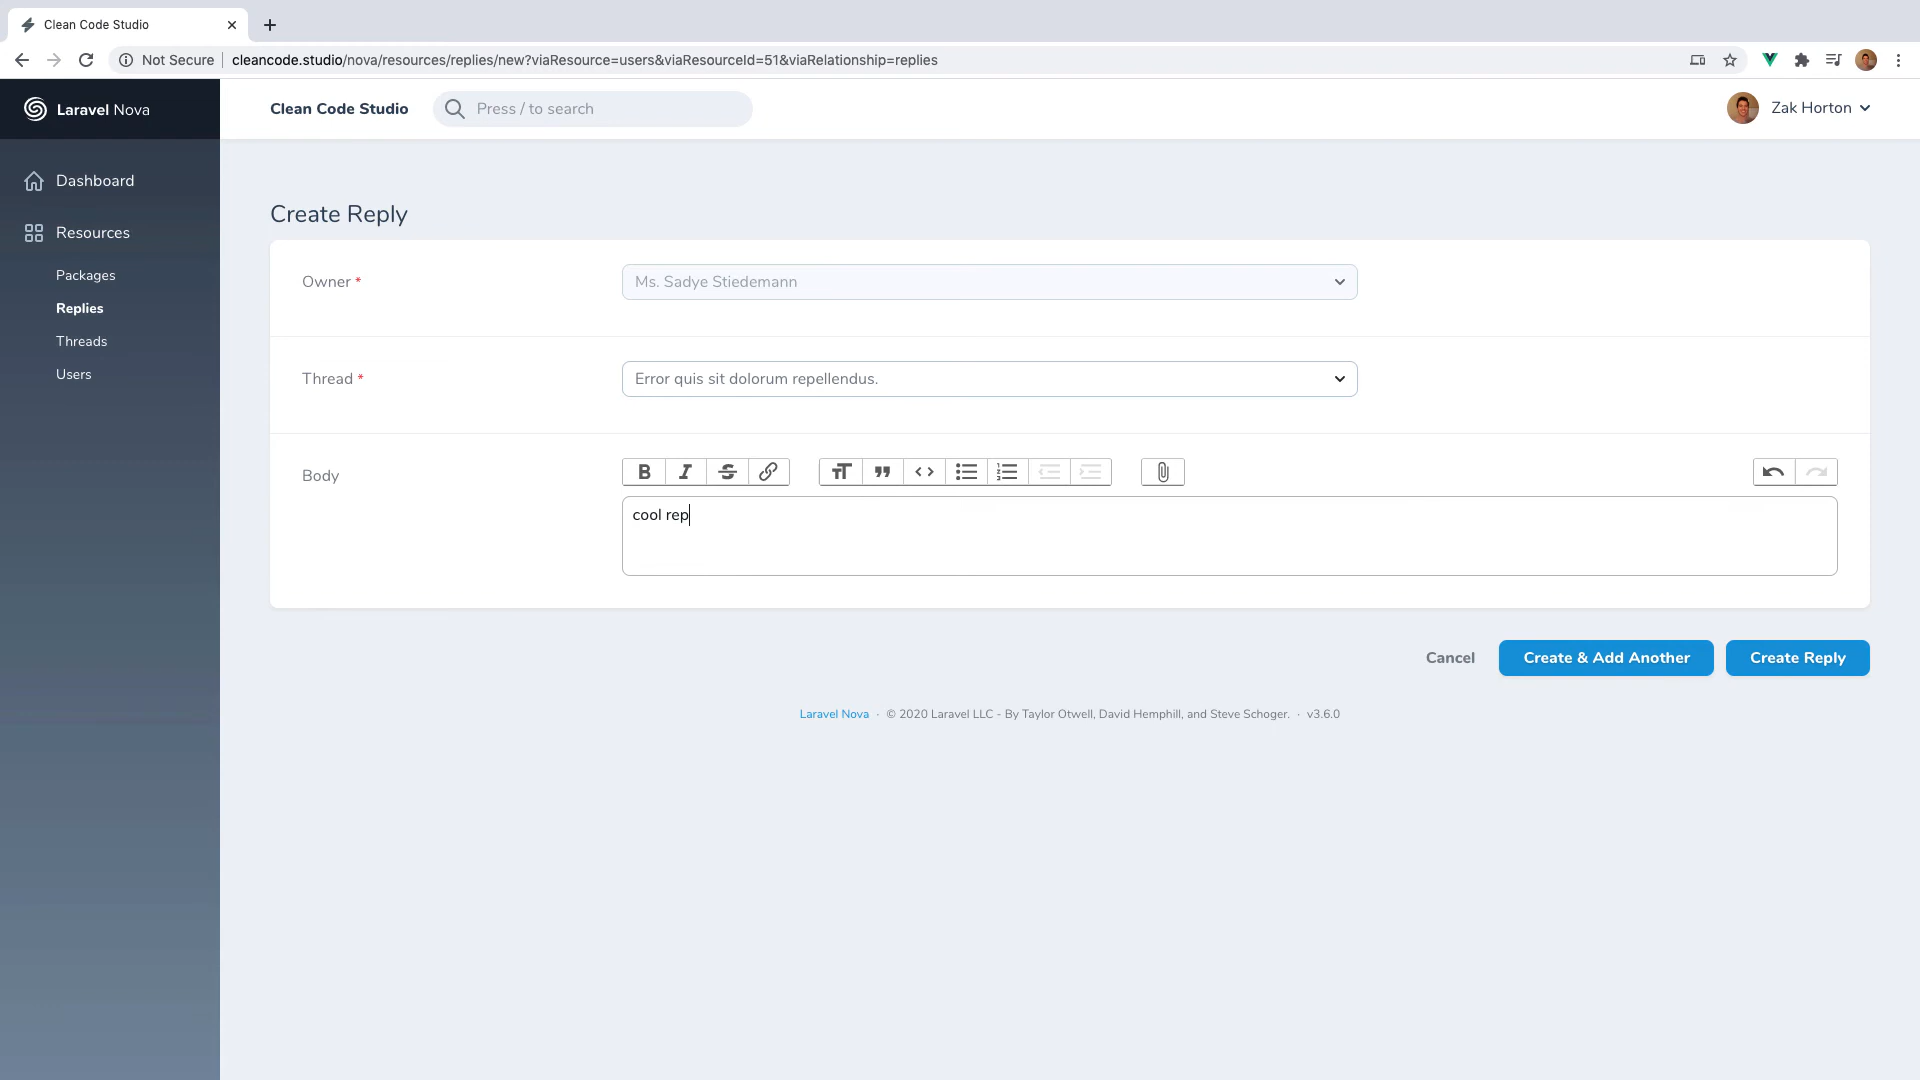 Clean Code Studio
Not Secure cleancode.studio/nova/resources/replies/new?viaResource=users&viaResourceId=51&viaRelationship=replies
Laravel Nova
Clean Code Studio
Press / to search
Zak Horton
Dashboard
Resources
Packages
Replies
Threads
Users
Create Reply
Owner *
Ms. Sadye Stiedemann
Thread *
Error quis sit dolorum repellendus.
Body
cool rep
Cancel
Create & Add Another
Create Reply
Laravel Nova · © 2020 Laravel LLC - By Taylor Otwell, David Hemphill, and Steve Schoger. · v3.6.0